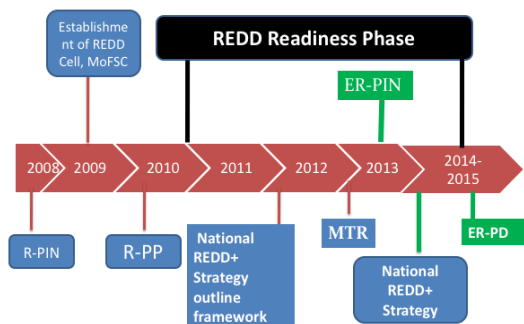 Establishme
nt of REDD
Cell, MoFSC
REDD Readiness Phase
ER-PIN
2008
2009
2010
2011
2012
2013
2014-
2015
R-PIN
R-PP
National
REDD+
Strategy
outline
framework
MTR
National
REDD+
Strategy
ER-PD